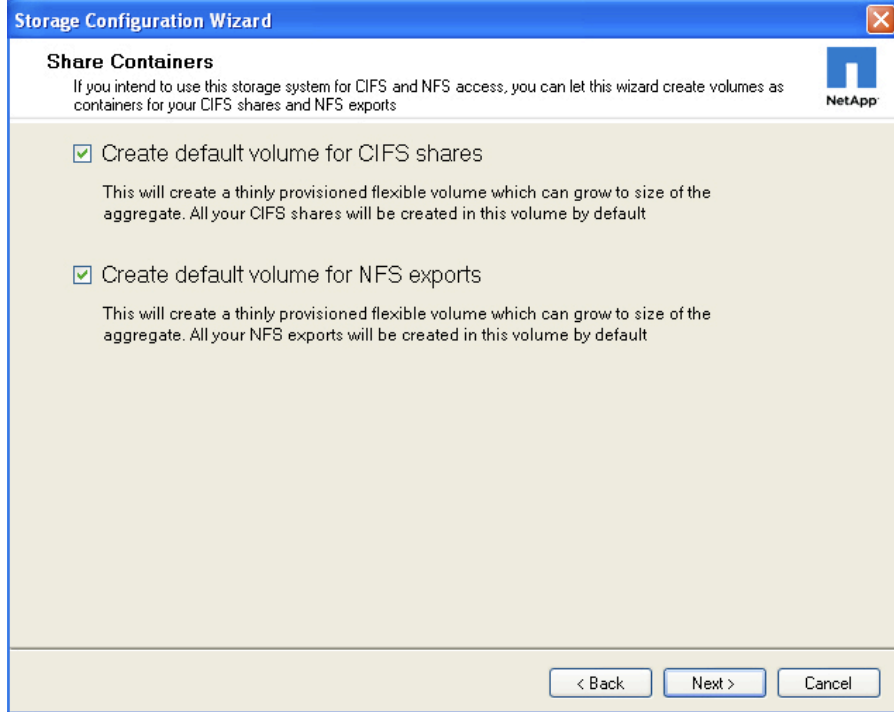 Storage Configuration Wizard
Share Containers
If you intend to use this storage system for CIFS and NFS access, you can let this wizard create volumes as
containers for your CIFS shares and NFS exports
NetApp
Create default volume for CIFS shares
This will create a thinly provisioned flexible volume which can grow to size of the
aggregate. All your CIFS shares will be created in this volume by default
Create default volume for NFS exports
This will create a thinly provisioned flexible volume which can grow to size of the
aggregate. All your NFS exports will be created in this volume by default
< Back
Next >
Cancel